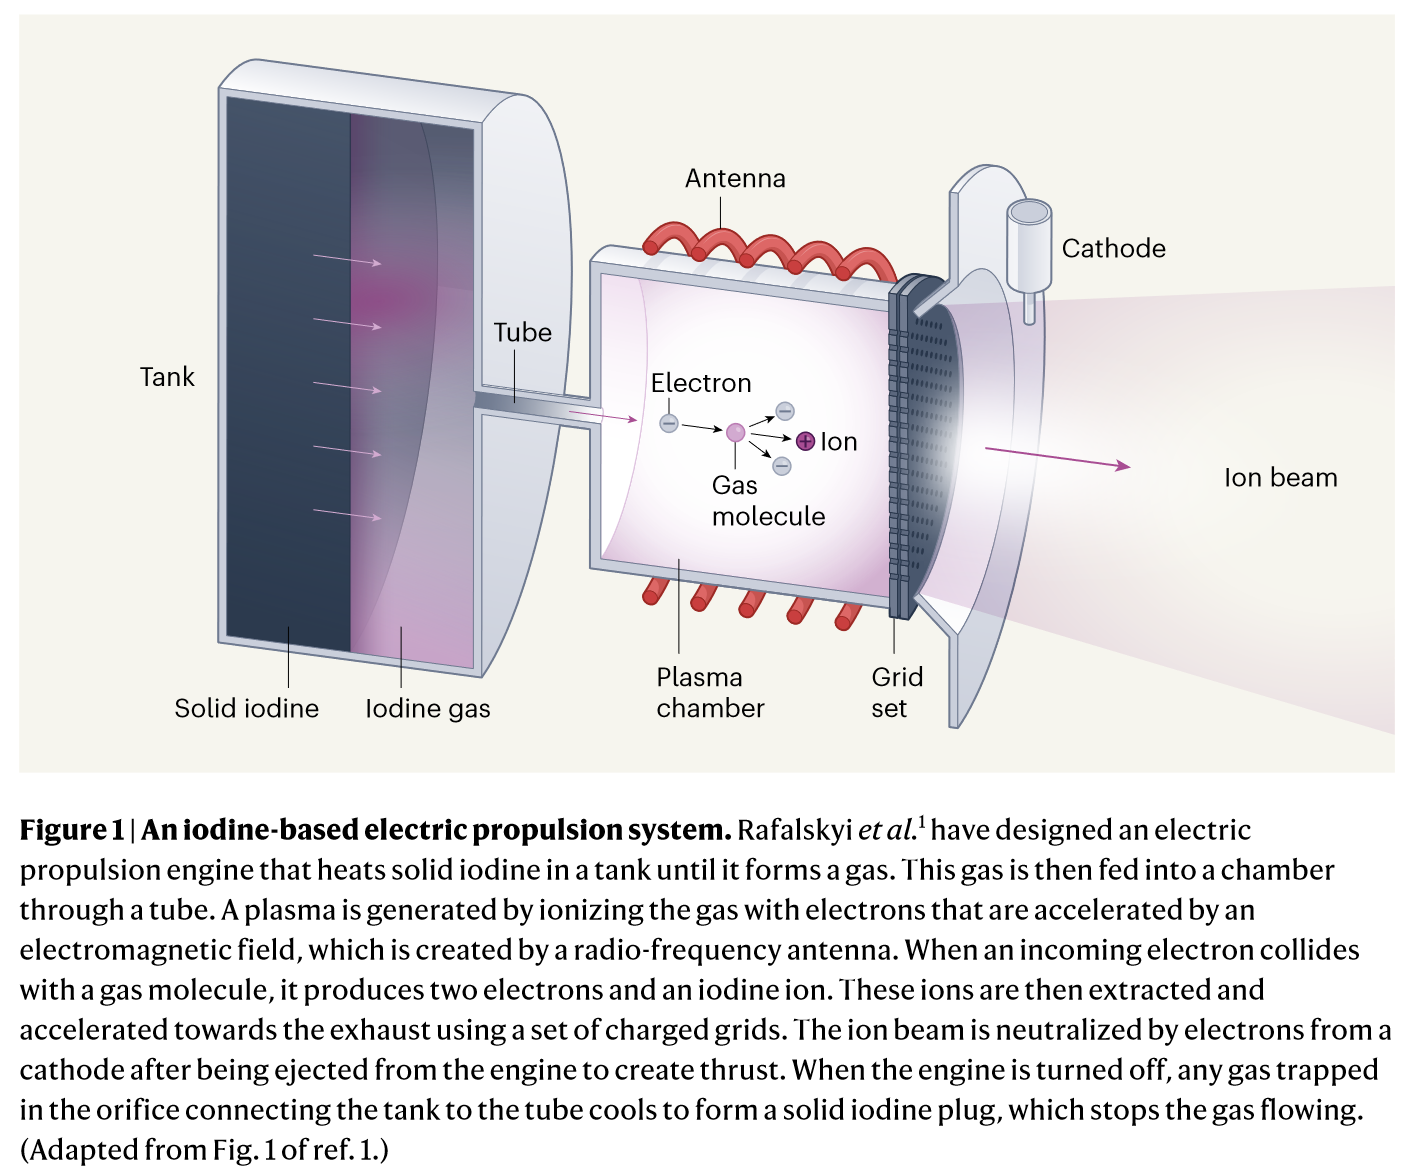 Antenna
Cathode
Tube
Tank
Electron
Ion
Gas
molecule
Ion beam
Plasma
chamber
Grid
set
Solid iodine
Iodine gas
Figure 1 | An iodine-based electric propulsion system. Rafalskyi et al.¹ have designed an electric
propulsion engine that heats solid iodine in a tank until it forms a gas. This gas is then fed into a chamber
through a tube. A plasma is generated by ionizing the gas with electrons that are accelerated by an
electromagnetic field, which is created by a radio-frequency antenna. When an incoming electron collides
with a gas molecule, it produces two electrons and an iodine ion. These ions are then extracted and
accelerated towards the exhaust using a set of charged grids. The ion beam is neutralized by electrons from a
cathode after being ejected from the engine to create thrust. When the engine is turned off, any gas trapped
in the orifice connecting the tank to the tube cools to form a solid iodine plug, which stops the gas flowing.
(Adapted from Fig. 1 of ref. 1.)